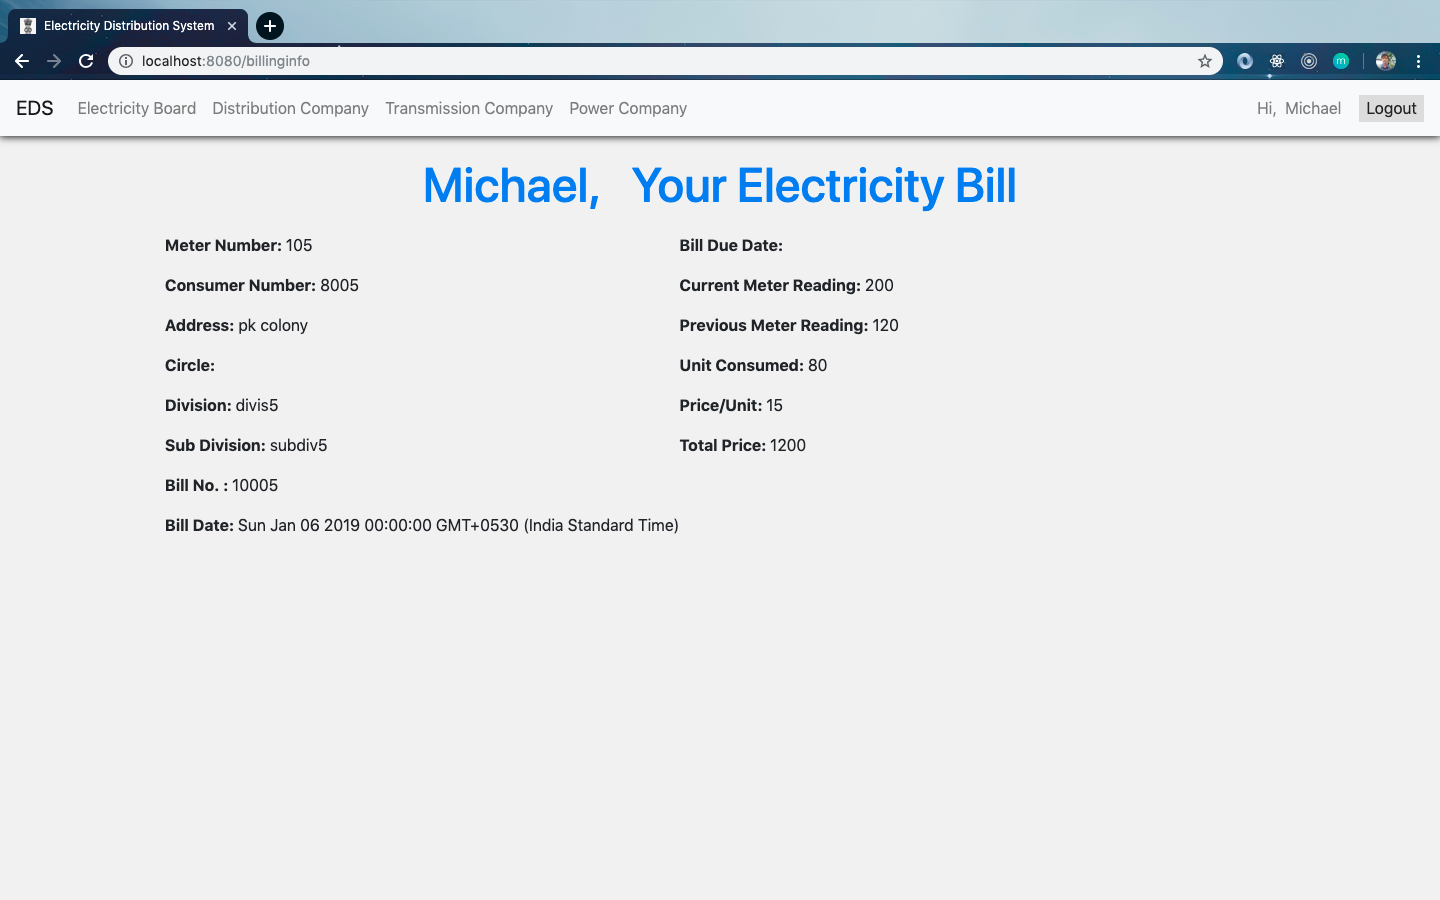 Electricity Distribution System
localhost:8080/billinginfo
m
EDS Electricity Board Distribution Company Transmission Company Power Company Hi, Michael Logout
Michael, Your Electricity Bill
Meter Number: 105
Consumer Number: 8005
Address: pk colony
Circle:
Division: divis5
Sub Division: subdiv5
Bill No. : 10005
Bill Date: Sun Jan 06 2019 00:00:00 GMT+0530 (India Standard Time)
Bill Due Date:
Current Meter Reading: 200
Previous Meter Reading: 120
Unit Consumed: 80
Price/Unit: 15
Total Price: 1200